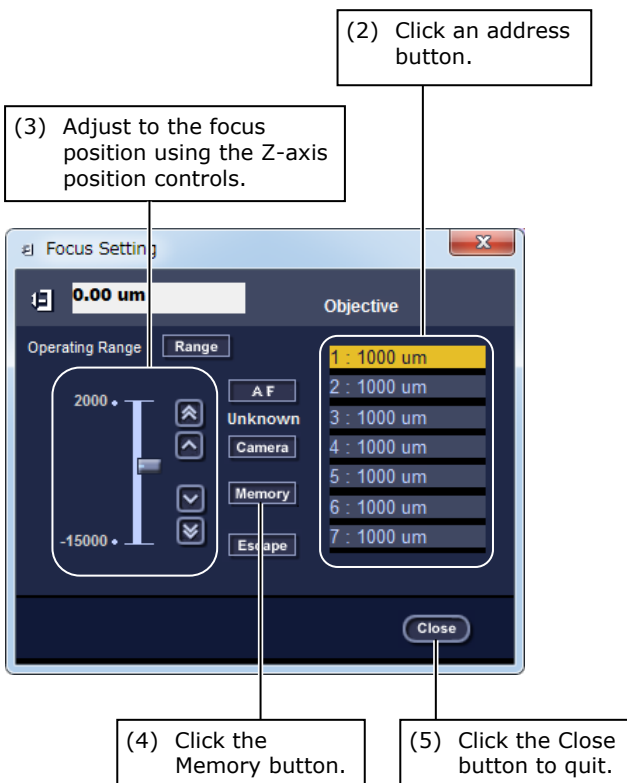 (2) Click an address
button.
(3) Adjust to the focus
position using the Z-axis
position controls.
Focus Setting
X
0.00 um
Objective
Operating Range Range
1 : 1000 um
2 : 1000 um
3 : 1000 um
4 : 1000 um
5 : 1000 um
6 : 1000 um
7 : 1000 um
2000
-15000
AF
Unknown
Camera
Memory
Escape
Close
(4) Click the
Memory button.
(5) Click the Close
button to quit.